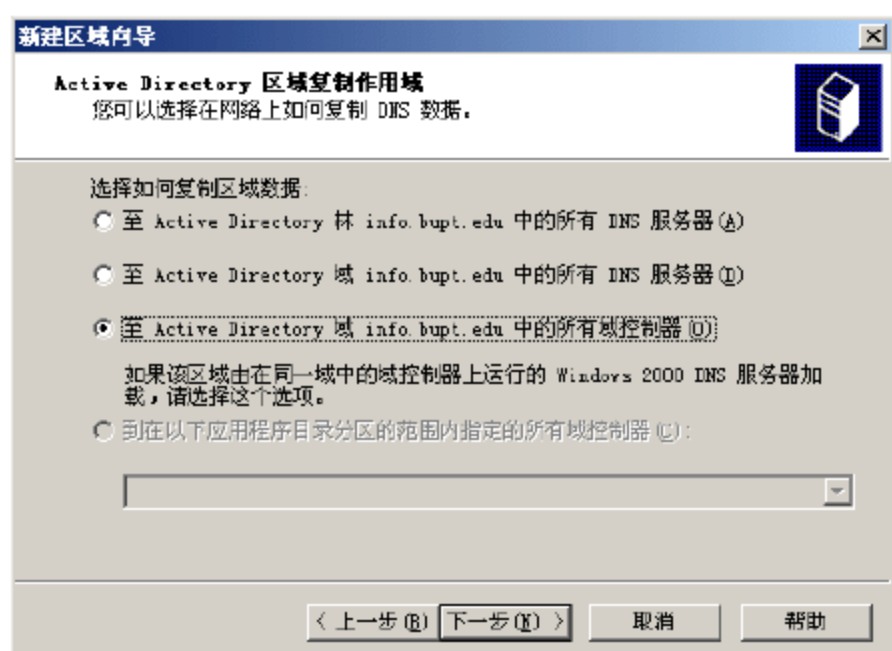 新建区域向导
Active Directory 区域复制作用域
您可以选择在网络上如何复制 DNS 数据。
选择如何复制区域数据:
至 Active Directory 林 info.bupt.edu 中的所有 DNS 服务器(A)
至 Active Directory 域 info.bupt.edu 中的所有 DNS 服务器(D)
至 Active Directory 域 info.bupt.edu 中的所有域控制器(O)
如果该区域由在同一域中的域控制器上运行的 Windows 2000 DNS 服务器加
载，请选择这个选项。
到在以下应用程序目录分区的范围内指定的所有域控制器(C):
< 上一步(B) 下一步(N) > 取消 帮助